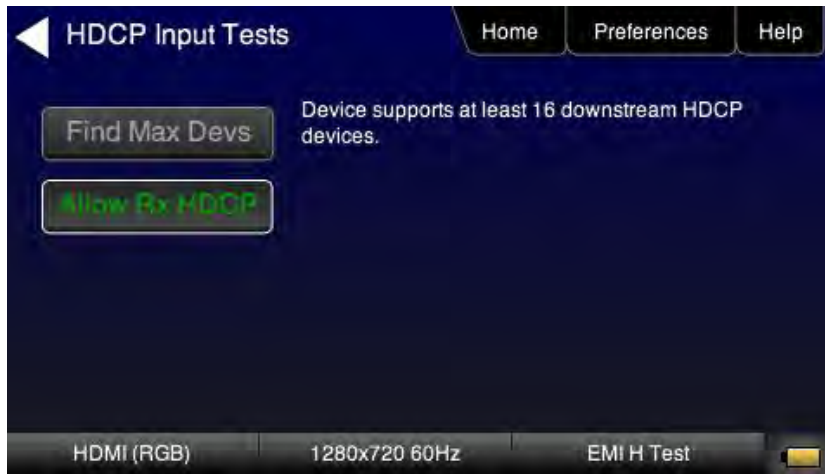 HDCP Input Tests
Home
Preferences
Help
Find Max Devs
Device supports at least 16 downstream HDCP
devices.
Allow Rx HDCP
HDMI (RGB)
1280x720 60Hz
EMI H Test